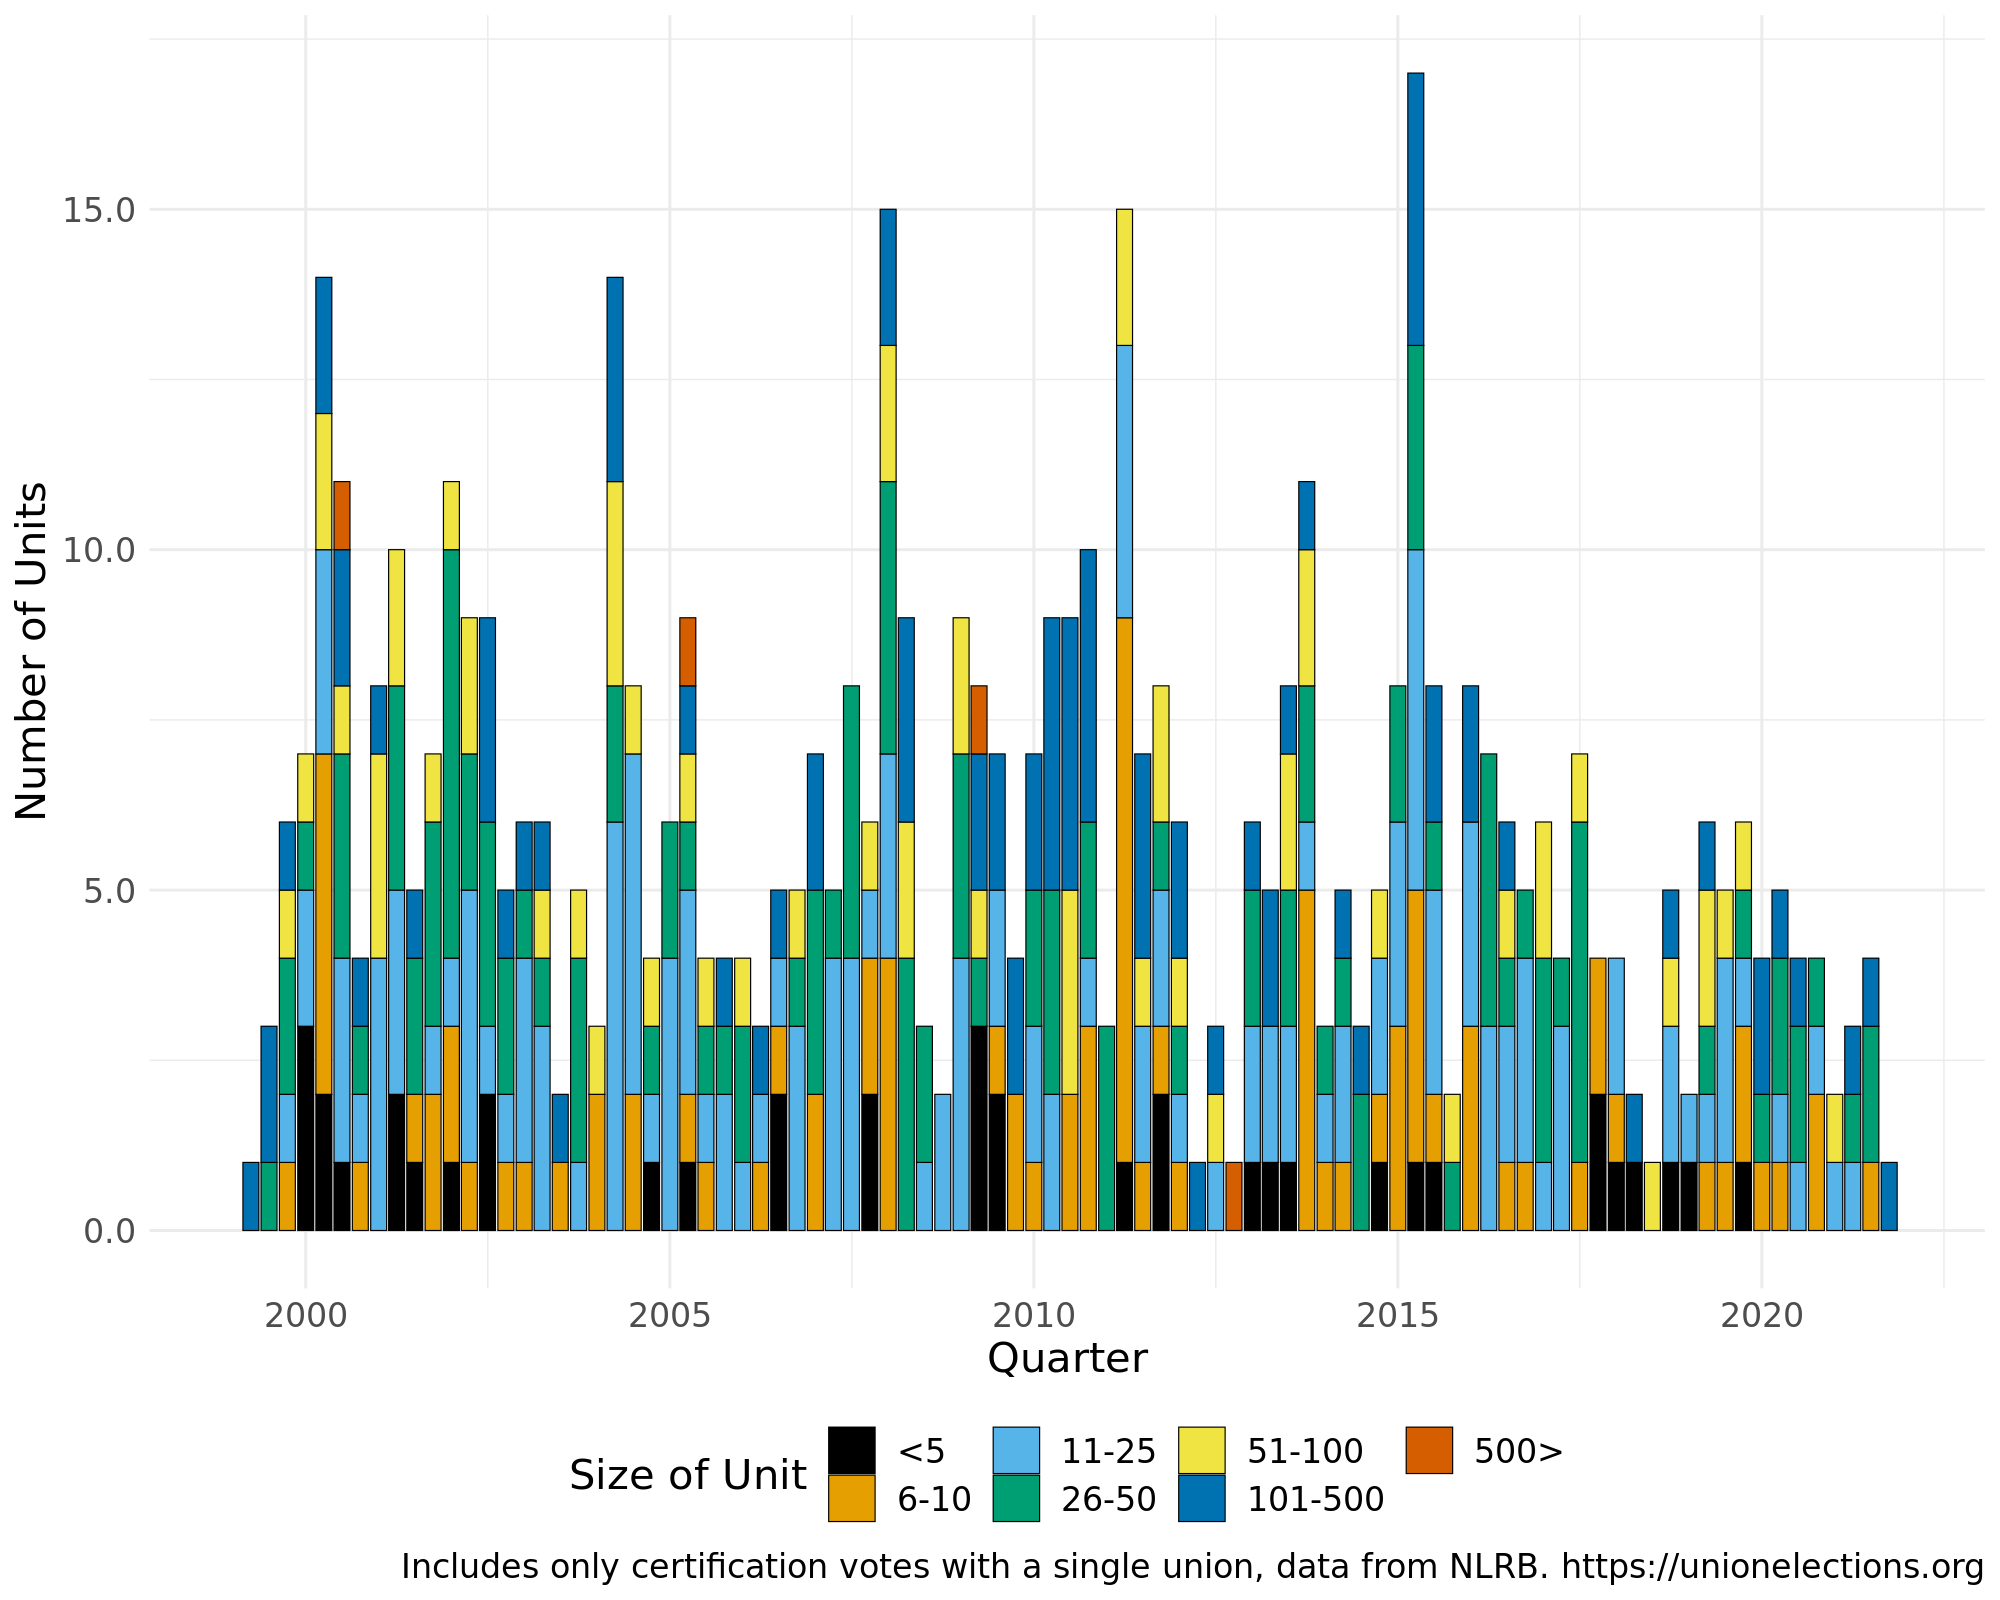 15.0
10.0
5.0
0.0
Number of Units
2000 2005 2010 2015 2020
Quarter
Size of Unit
<5 11-25 51-100 500>
6-10 26-50 101-500
Includes only certification votes with a single union, data from NLRB. https://unionelections.org